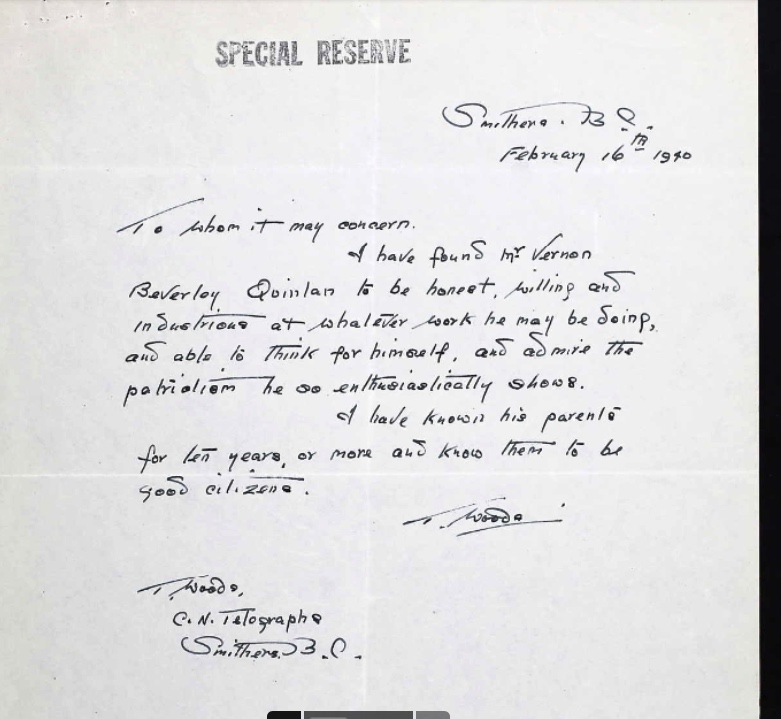 SPECIAL RESERVE
Smithers. B.C.
February 16th 1940
To whom it may concern.
I have found Mr Vernon
Beverley Quinlan to be honest, willing and
industrious at whatever work he may be doing,
and able to think for himself, and admire the
patriotism he so enthusiastically shows.
I have known his parents
for ten years, or more and know them to be
good citizens.
T. Woods
T. Woods,
C.N. Telegraphs
Smithers. B.C.